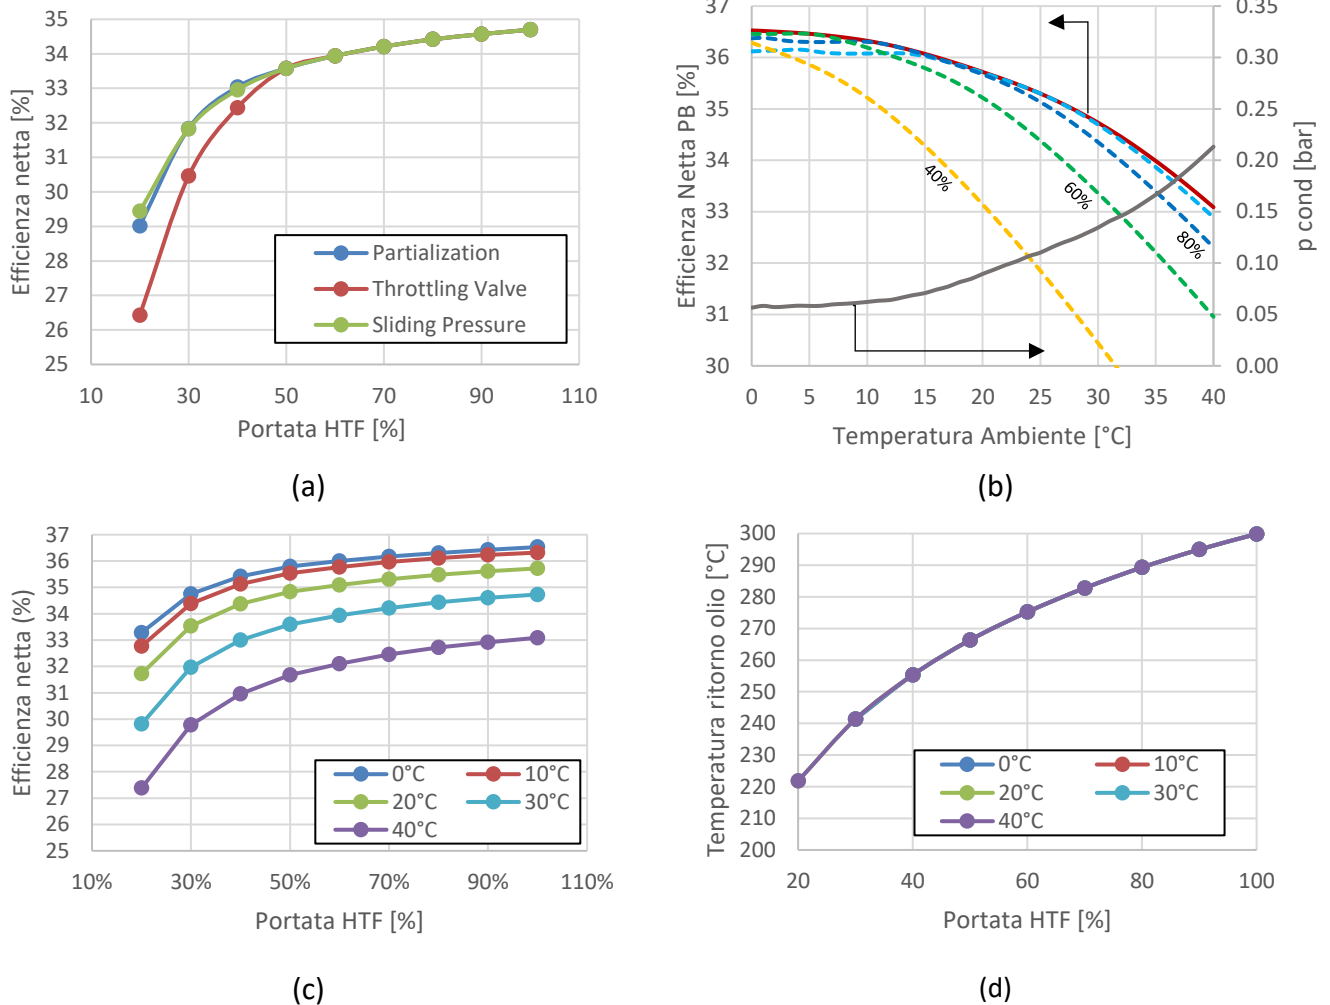 35
34
33
32
31
30
29
28
27
26
25
Efficienza netta [%]
Partialization
Throttling Valve
Sliding Pressure
10 30 50 70 90 110
Portata HTF [%]
(a)
37
36
35
34
33
32
31
30
Efficienza Netta PB [%]
40%
60%
80%
0.35
0.30
0.25
0.20
0.15
0.10
0.05
0.00
p cond [bar]
0 5 10 15 20 25 30 35 40
Temperatura Ambiente [°C]
(b)
37
36
35
34
33
32
31
30
29
28
27
26
25
Efficienza netta (%)
0°C 10°C
20°C 30°C
40°C
10% 30% 50% 70% 90% 110%
Portata HTF [%]
(c)
300
290
280
270
260
250
240
230
220
210
200
Temperatura ritorno olio [°C]
0°C 10°C
20°C 30°C
40°C
20 40 60 80 100
Portata HTF [%]
(d)